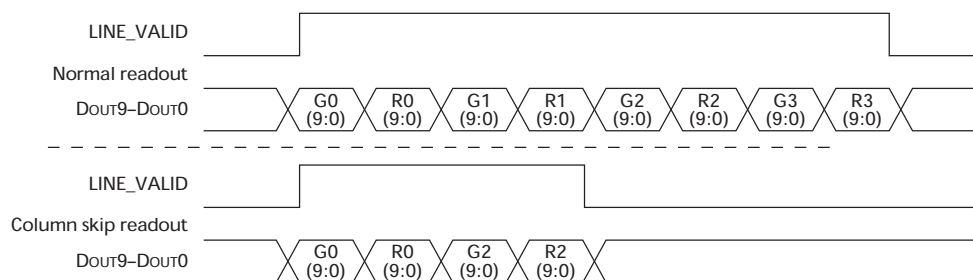 LINE_VALID
Normal readout
DOUT9–DOUT0
G0 R0 G1 R1 G2 R2 G3 R3
(9:0) (9:0) (9:0) (9:0) (9:0) (9:0) (9:0) (9:0)
LINE_VALID
Column skip readout
DOUT9–DOUT0
G0 R0 G2 R2
(9:0) (9:0) (9:0) (9:0)